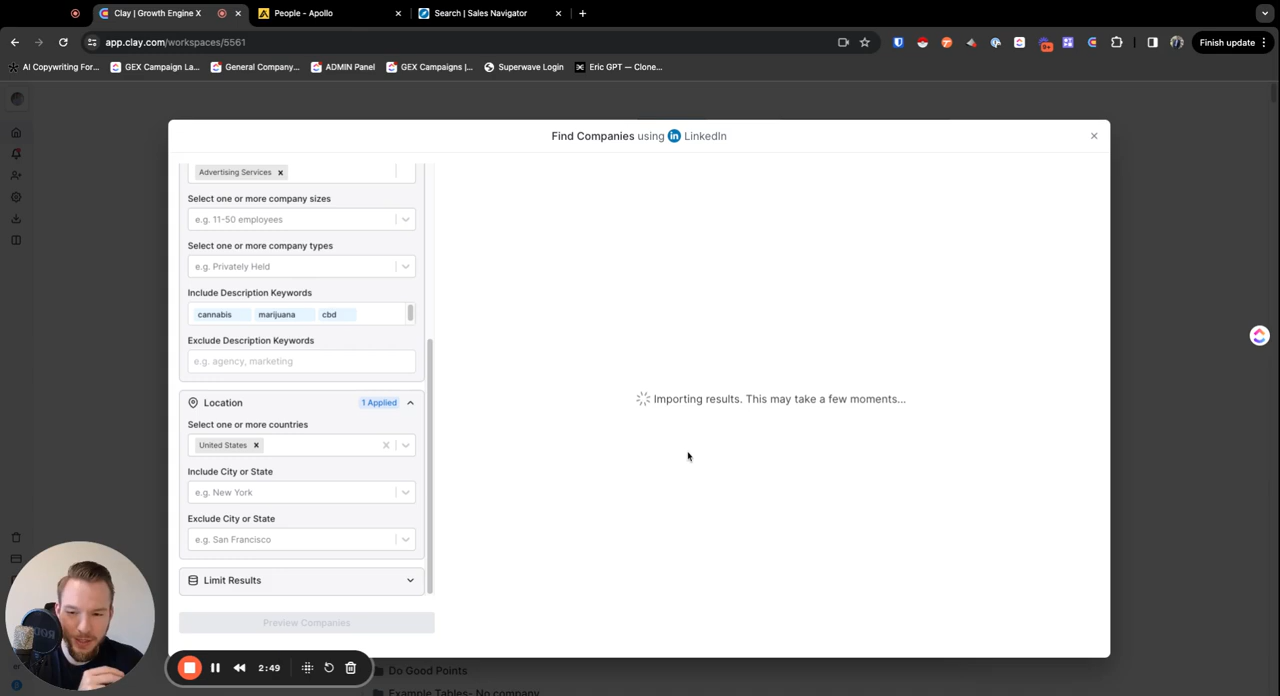 Clay | Growth Engine X
People - Apollo
Search | Sales Navigator
app.clay.com/workspaces/5561
9+
Finish update
AI Copywriting For...
GEX Campaign La...
General Company...
ADMIN Panel
GEX Campaigns |...
Superwave Login
Eric GPT — Clone...
Find Companies using LinkedIn
Advertising Services
Select one or more company sizes
e.g. 11-50 employees
Select one or more company types
e.g. Privately Held
Include Description Keywords
cannabis marijuana cbd
Exclude Description Keywords
e.g. agency, marketing
Location 1 Applied
Select one or more countries
United States
Include City or State
e.g. New York
Exclude City or State
e.g. San Francisco
Limit Results
Preview Companies
Importing results. This may take a few moments...
2:49
Do Good Points
Example Tables- No company